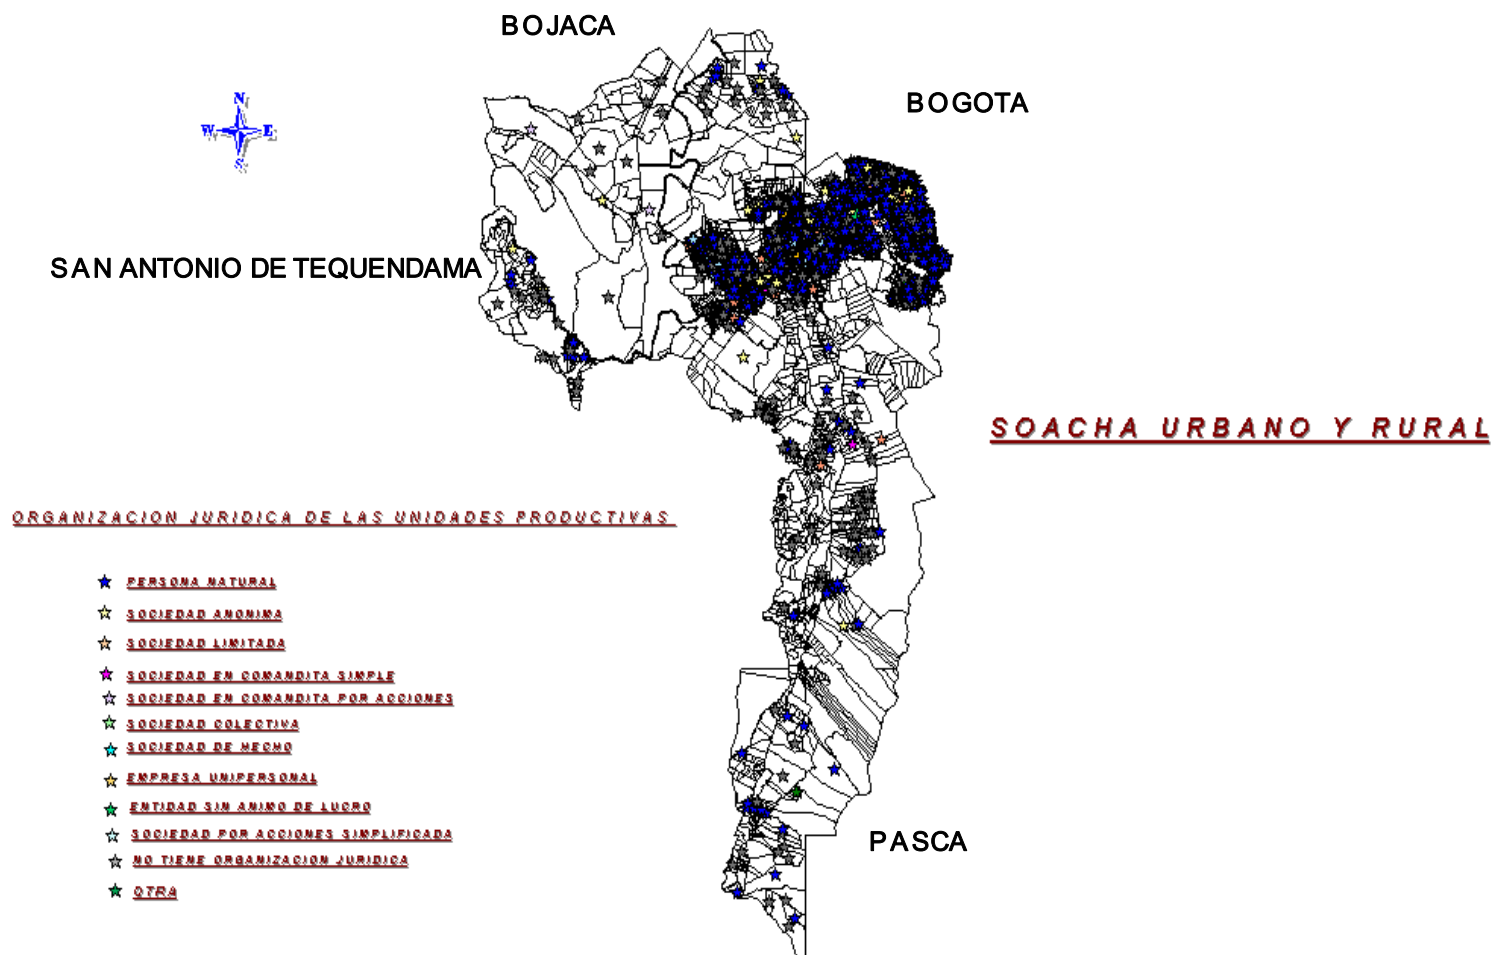 BOJACA
N
W E
S
BOGOTA
SAN ANTONIO DE TEQUENDAMA
SOACHA URBANO Y RURAL
ORGANIZACION JURIDICA DE LAS UNIDADES PRODUCTIVAS
PERSONA NATURAL
SOCIEDAD ANONIMA
SOCIEDAD LIMITADA
SOCIEDAD EN COMANDITA SIMPLE
SOCIEDAD EN COMANDITA POR ACCIONES
SOCIEDAD COLECTIVA
SOCIEDAD DE HECHO
EMPRESA UNIPERSONAL
ENTIDAD SIN ANIMO DE LUCRO
SOCIEDAD POR ACCIONES SIMPLIFICADA
NO TIENE ORGANIZACION JURIDICA
OTRA
PASCA